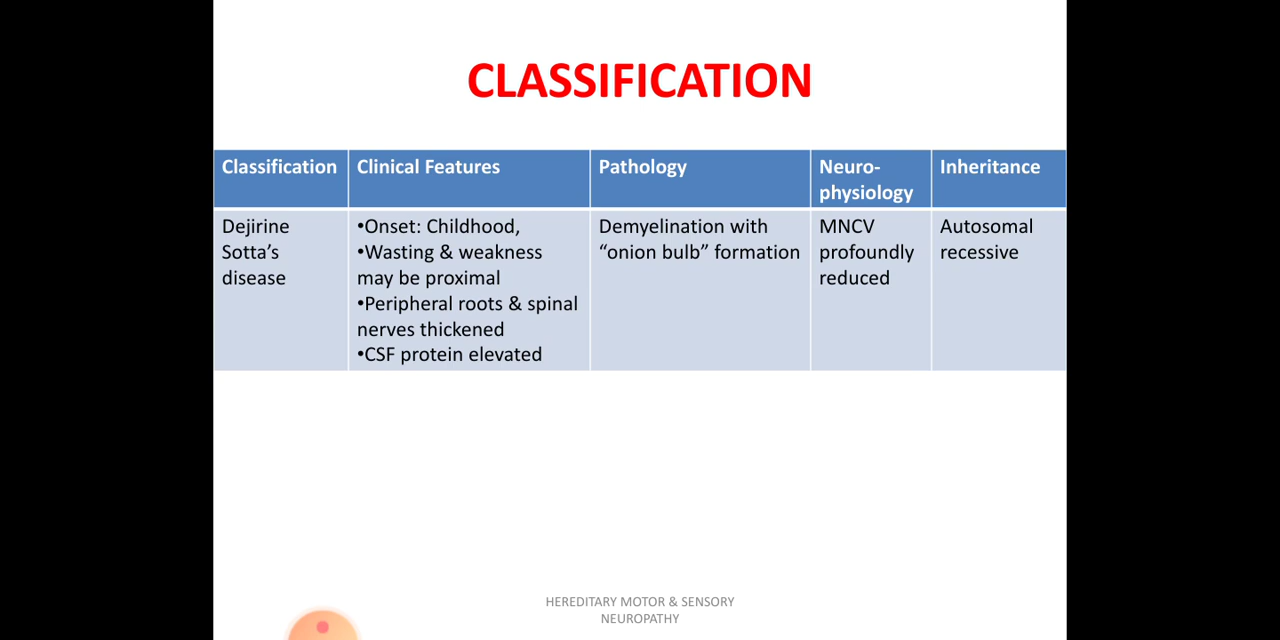 CLASSIFICATION
Classification
Clinical Features
Pathology
Neuro-
physiology
Inheritance
Dejirine
Sotta’s
disease
•Onset: Childhood,
•Wasting & weakness
may be proximal
•Peripheral roots & spinal
nerves thickened
•CSF protein elevated
Demyelination with
“onion bulb” formation
MNCV
profoundly
reduced
Autosomal
recessive
HEREDITARY MOTOR & SENSORY
NEUROPATHY